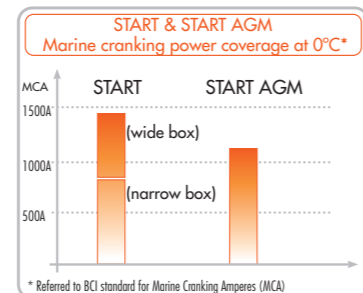 START & START AGM
Marine cranking power coverage at 0°C*
MCA START START AGM
1500A
(wide box)
1000A
(narrow box)
500A
* Referred to BCI standard for Marine Cranking Amperes (MCA)